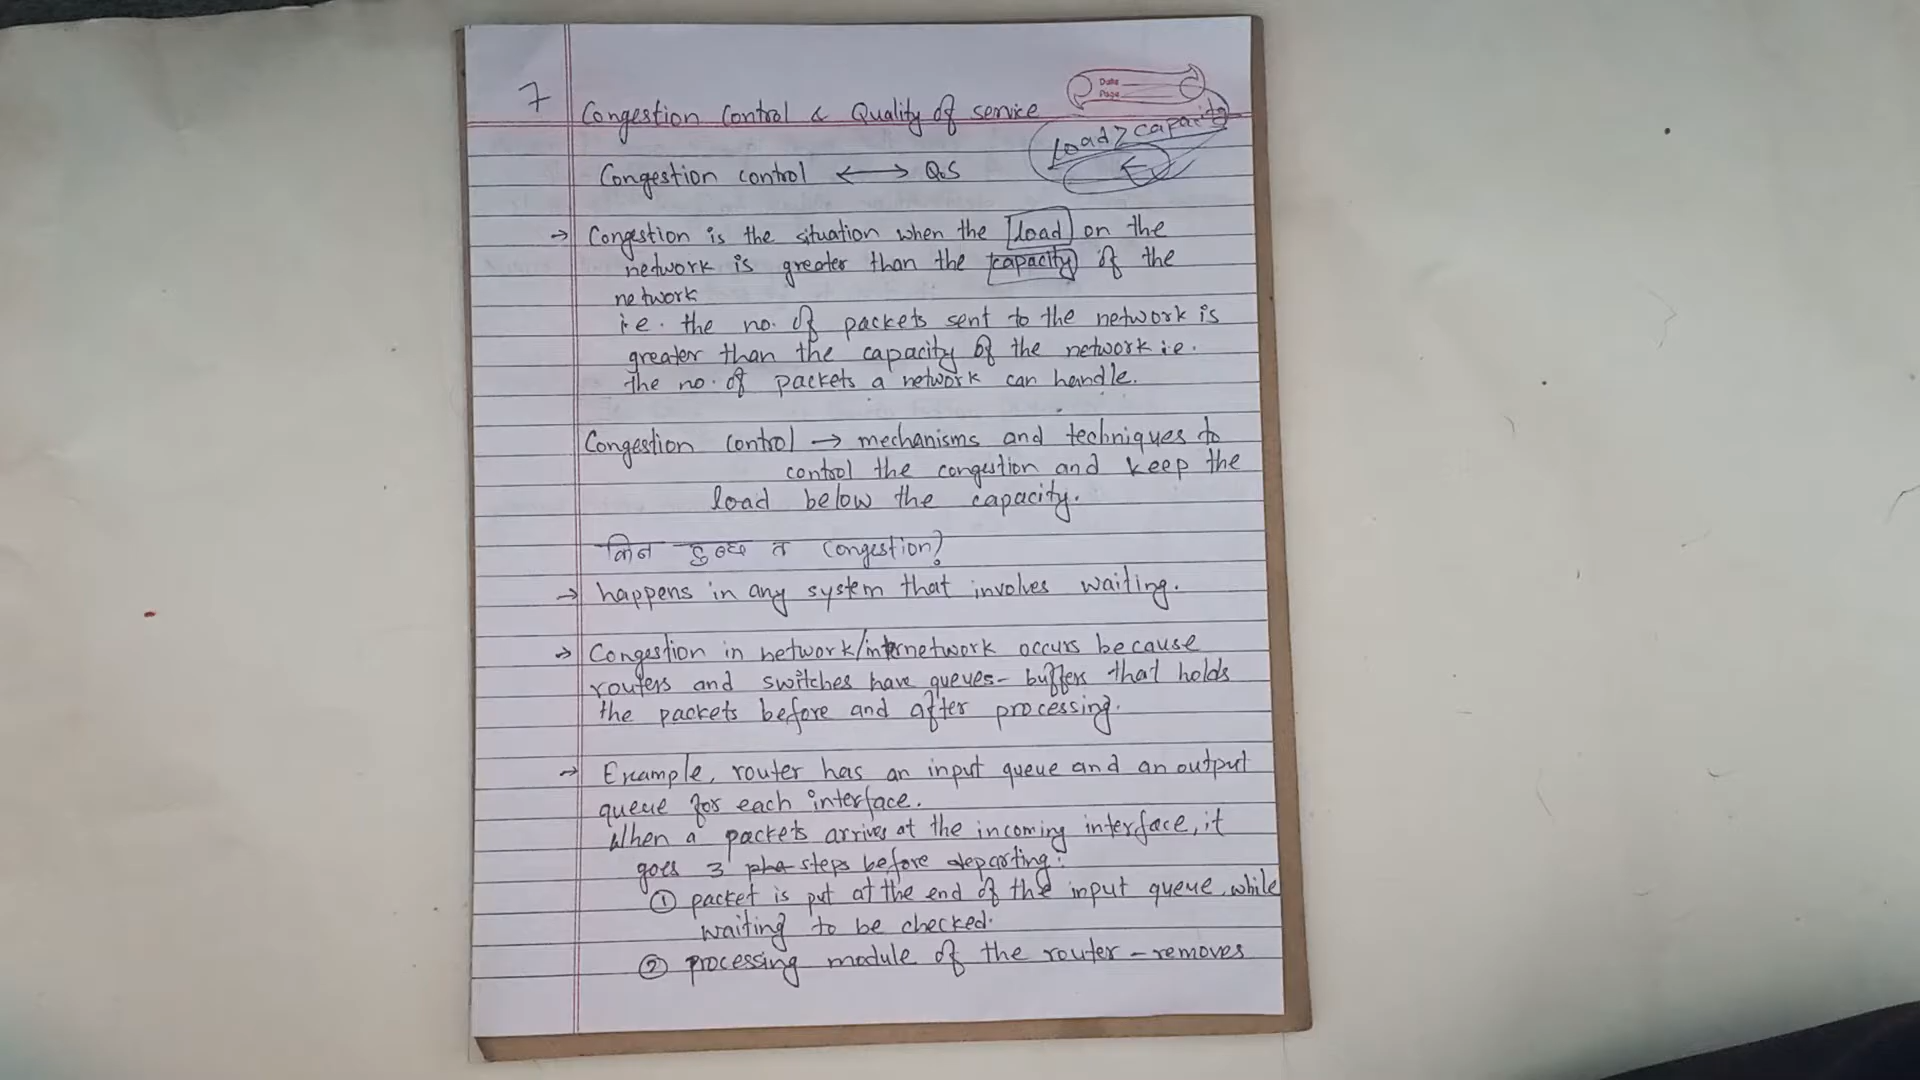 7
Date
Page
Congestion Control & Quality of service
Load > capacity
Congestion control ⟷ QoS
→ Congestion is the situation when the load on the
network is greater than the capacity of the
network
i.e. the no. of packets sent to the network is
greater than the capacity of the network i.e.
the no. of packets a network can handle.
Congestion Control → mechanisms and techniques to
control the congestion and keep the
load below the capacity.
किन हुन्छ त Congestion?
→ happens in any system that involves waiting.
→ Congestion in network/internetwork occurs because
routers and switches have queues - buffers that holds
the packets before and after processing.
→ Example, router has an input queue and an output
queue for each interface.
When a packets arrives at the incoming interface, it
goes 3 steps before departing:
① packet is put at the end of the input queue while
waiting to be checked.
② processing module of the router - removes